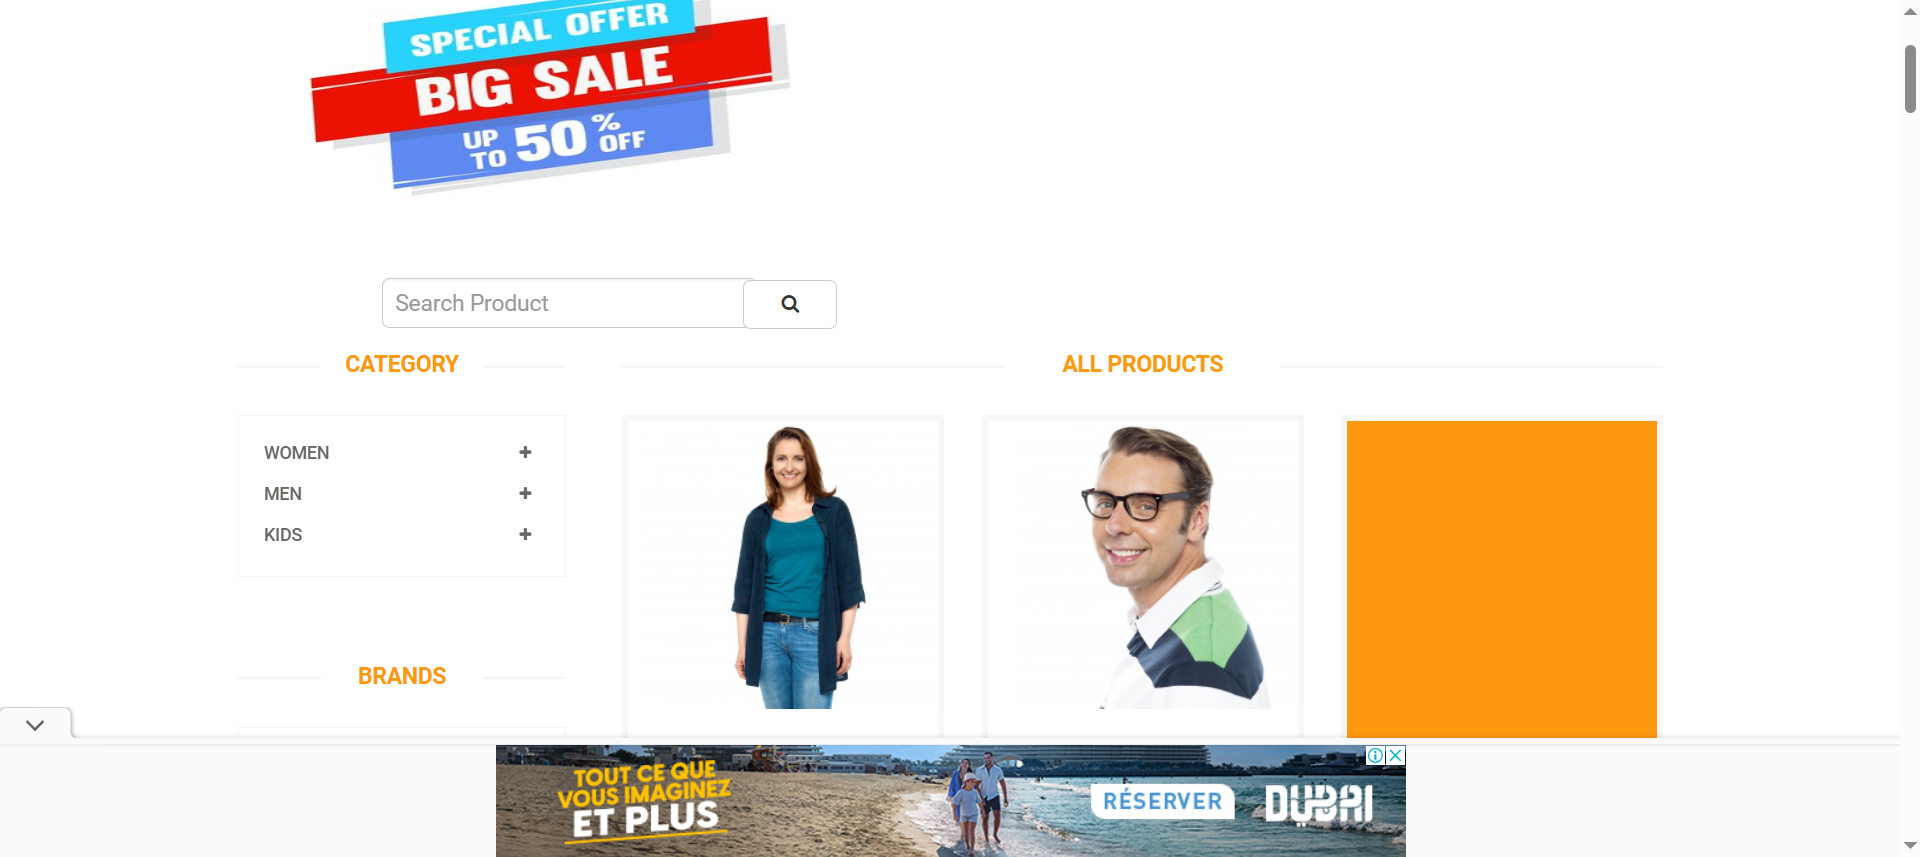 SPECIAL OFFER
BIG SALE
UP TO 50% OFF
Search Product
CATEGORY
ALL PRODUCTS
WOMEN
MEN
KIDS
BRANDS
TOUT CE QUE
VOUS IMAGINEZ
ET PLUS
RÉSERVER
DUBAI